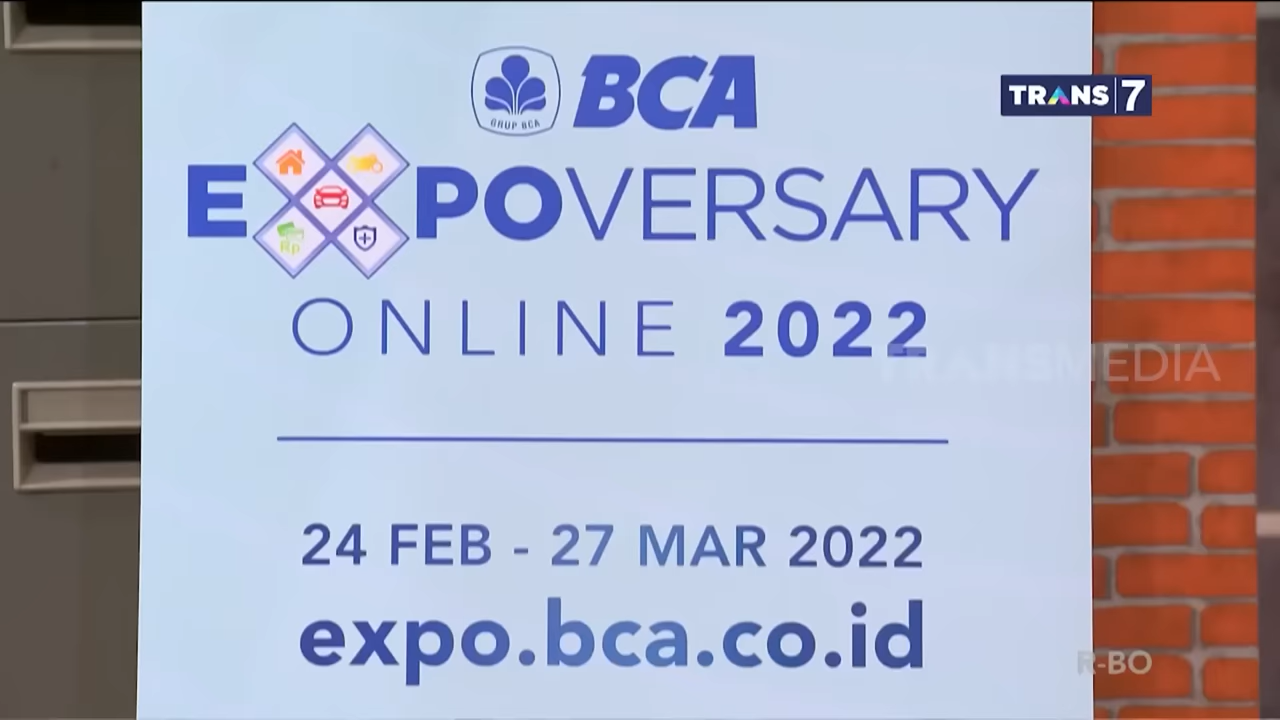 GRUP BCA
BCA
TRANS|7
EXPOVERSARY
Rp
ONLINE 2022
TRANSMEDIA
24 FEB - 27 MAR 2022
expo.bca.co.id
R-BO